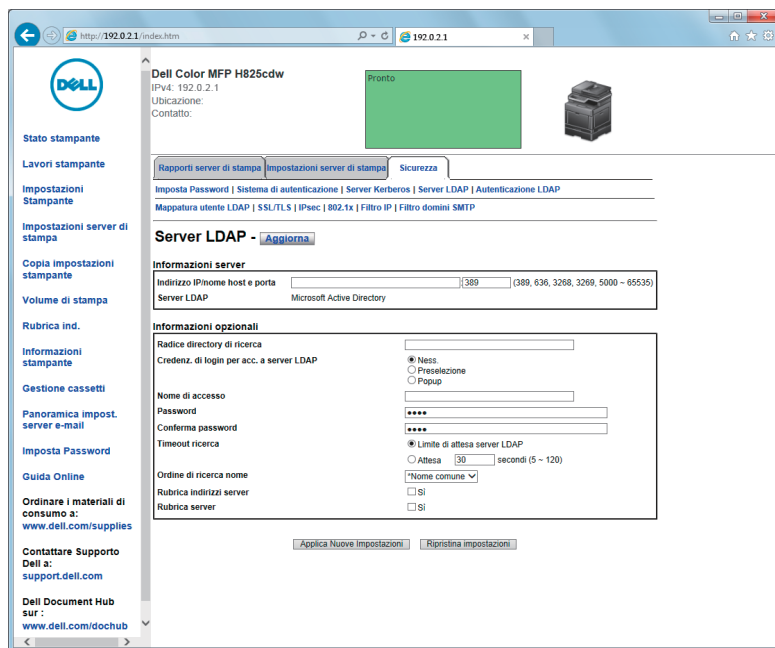 http://192.0.2.1/index.htm
192.0.2.1
DELL
Dell Color MFP H825cdw
IPv4: 192.0.2.1
Ubicazione:
Contatto:
Pronto
Stato stampante
Lavori stampante
Impostazioni
Stampante
Impostazioni server di
stampa
Copia impostazioni
stampante
Volume di stampa
Rubrica ind.
Informazioni
stampante
Gestione cassetti
Panoramica impost.
server e-mail
Imposta Password
Guida Online
Ordinare i materiali di
consumo a:
www.dell.com/supplies
Contattare Supporto
Dell a:
support.dell.com
Dell Document Hub
sur :
www.dell.com/dochub
Rapporti server di stampa Impostazioni server di stampa Sicurezza
Imposta Password | Sistema di autenticazione | Server Kerberos | Server LDAP | Autenticazione LDAP
Mappatura utente LDAP | SSL/TLS | IPsec | 802.1x | Filtro IP | Filtro domini SMTP
Server LDAP - Aggiorna
Informazioni server
Indirizzo IP/nome host e porta :389 (389, 636, 3268, 3269, 5000 ~ 65535)
Server LDAP Microsoft Active Directory
Informazioni opzionali
Radice directory di ricerca
Credenz. di login per acc. a server LDAP Ness.
Preselezione
Popup
Nome di accesso
Password ••••
Conferma password ••••
Timeout ricerca Limite di attesa server LDAP
Attesa 30 secondi (5 ~ 120)
Ordine di ricerca nome *Nome comune
Rubrica indirizzi server Sì
Rubrica server Sì
Applica Nuove Impostazioni Ripristina impostazioni